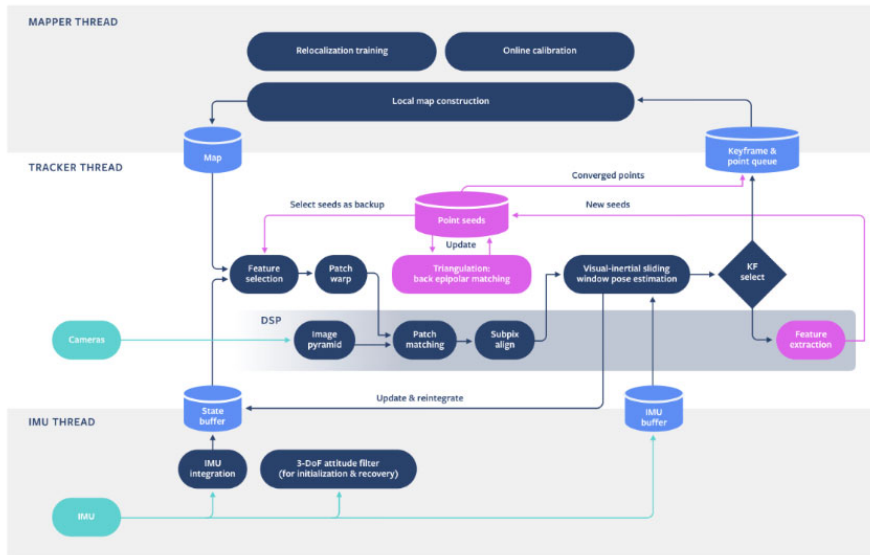 MAPPER THREAD
Relocalization training
Online calibration
Local map construction
Map
Keyframe &
point queue
TRACKER THREAD
Converged points
Select seeds as backup
Point seeds
New seeds
Update
Feature
selection
Patch
warp
Triangulation:
back epipolar matching
Visual-inertial sliding
window pose estimation
KF
select
DSP
Cameras
Image
pyramid
Patch
matching
Subpix
align
Feature
extraction
Update & reintegrate
State
buffer
IMU
buffer
IMU THREAD
IMU
integration
3-DoF attitude filter
(for initialization & recovery)
IMU